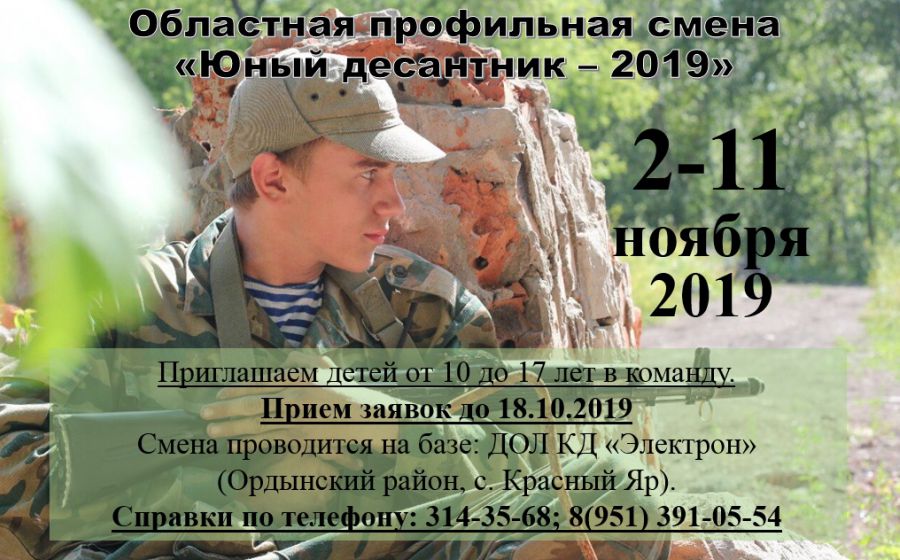 Областная профильная смена
«Юный десантник – 2019»
2-11
ноября
2019
Приглашаем детей от 10 до 17 лет в команду.
Прием заявок до 18.10.2019
Смена проводится на базе: ДОЛ КД «Электрон»
(Ордынский район, с. Красный Яр).
Справки по телефону: 314-35-68; 8(951) 391-05-54